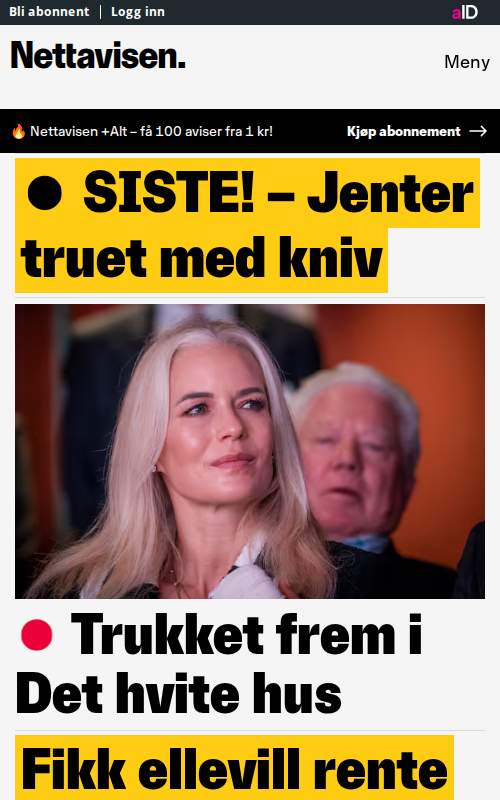 Bli abonnent | Logg inn
aID
Nettavisen.
Meny
🔥 Nettavisen +Alt – få 100 aviser fra 1 kr!
Kjøp abonnement →
● SISTE! – Jenter
truet med kniv
Trukket frem i
Det hvite hus
Fikk ellevill rente